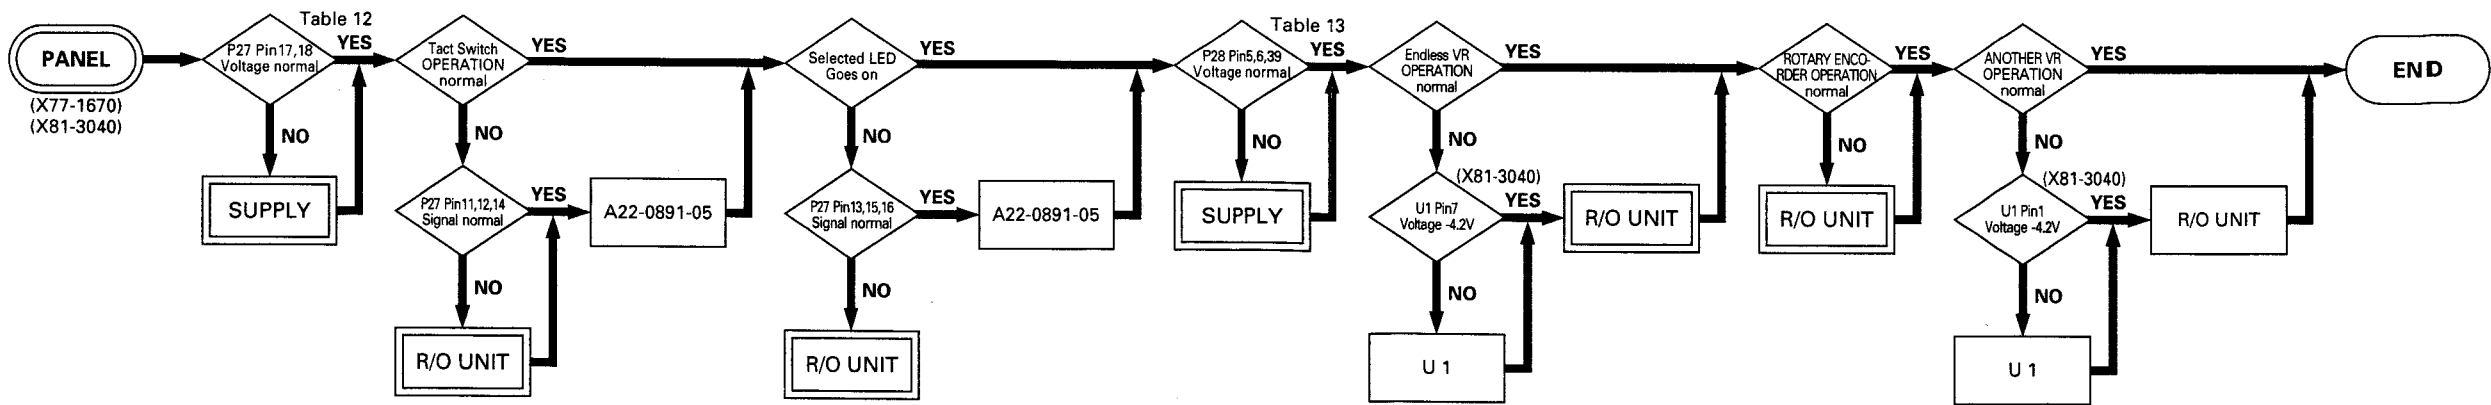 PANEL
(X77-1670)
(X81-3040)
Table 12
P27 Pin17,18
Voltage normal
YES
NO
SUPPLY
Tact Switch
OPERATION
normal
YES
NO
P27 Pin11,12,14
Signal normal
YES
A22-0891-05
NO
R/O UNIT
Selected LED
Goes on
YES
NO
P27 Pin13,15,16
Signal normal
YES
A22-0891-05
NO
R/O UNIT
Table 13
P28 Pin5,6,39
Voltage normal
YES
NO
SUPPLY
Endless VR
OPERATION
normal
YES
NO
(X81-3040)
U1 Pin7
Voltage -4.2V
YES
R/O UNIT
NO
U 1
ROTARY ENCO-
RDER OPERATION
normal
YES
NO
R/O UNIT
ANOTHER VR
OPERATION
normal
YES
NO
(X81-3040)
U1 Pin1
Voltage -4.2V
YES
R/O UNIT
NO
U 1
END